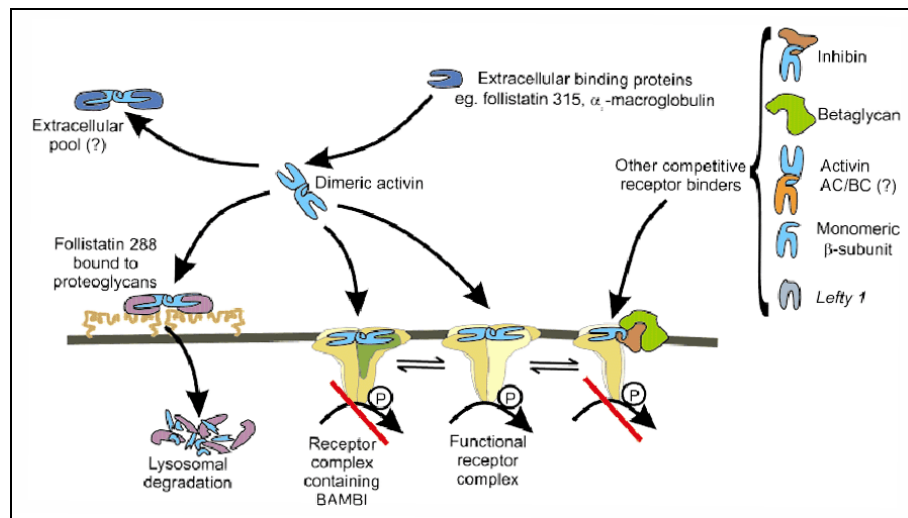 Extracellular binding proteins
eg. follistatin 315, α₂-macroglobulin
Extracellular
pool (?)
Dimeric activin
Follistatin 288
bound to
proteoglycans
Lysosomal
degradation
P
Receptor
complex
containing
BAMBI
P
Functional
receptor
complex
P
Other competitive
receptor binders
Inhibin
Betaglycan
Activin
AC/BC (?)
Monomeric
β-subunit
Lefty 1